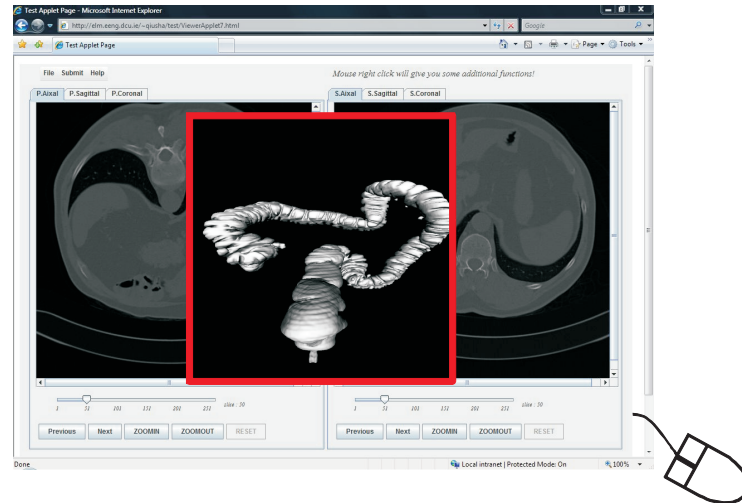 Test Applet Page - Microsoft Internet Explorer
http://elm.eeng.dcu.ie/~qiusha/test/ViewerApplet7.html
Google
Test Applet Page
Page
Tools
File Submit Help
Mouse right click will give you some additional functions!
P.Aixal P.Sagittal P.Coronal
S.Aixal S.Sagittal S.Coronal
1 51 101 151 201 251 slice : 50
1 51 101 151 201 251 slice : 50
Previous Next ZOOMIN ZOOMOUT RESET
Previous Next ZOOMIN ZOOMOUT RESET
Done
Local intranet | Protected Mode: On
100%